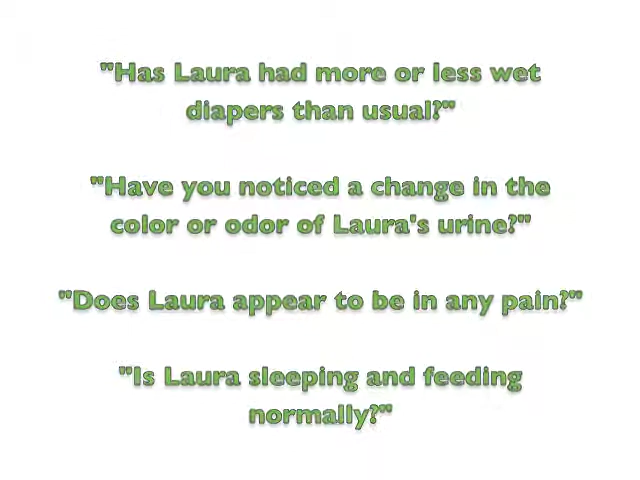 "Has Laura had more or less wet
diapers than usual?"
"Have you noticed a change in the
color or odor of Laura's urine?"
"Does Laura appear to be in any pain?"
"Is Laura sleeping and feeding
normally?"